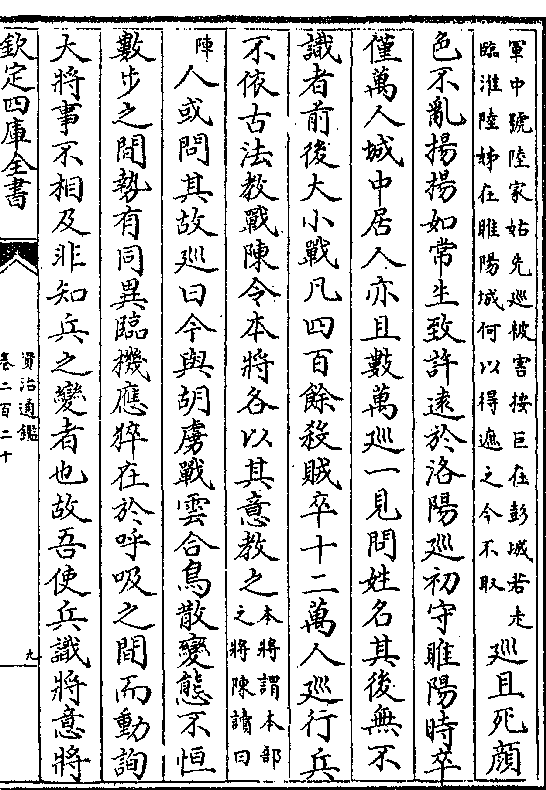 軍中號陸家姑先巡被害按巨在彭城若走
臨淮陸姊在睢陽城何以得遮之今不取
巡且死顔
色不亂揚揚如常生致許逺於洛陽巡初守睢陽時卒
僅萬人城中居人亦且數萬巡一見問姓名其後無不
識者前後大小戰凡四百餘殺賊卒十二萬人巡行兵
不依古法教戰陳令本將各以其意教之
本將謂本部
之將陳讀曰
陣
人或問其故巡曰今與胡虜戰雲合鳥散變態不恒
數步之間勢有同異臨機應猝在於呼吸之間而動詢
大將事不相及非知兵之變者也故吾使兵識將意將
欽定四庫全書
資治通鑑
卷二百二十
九